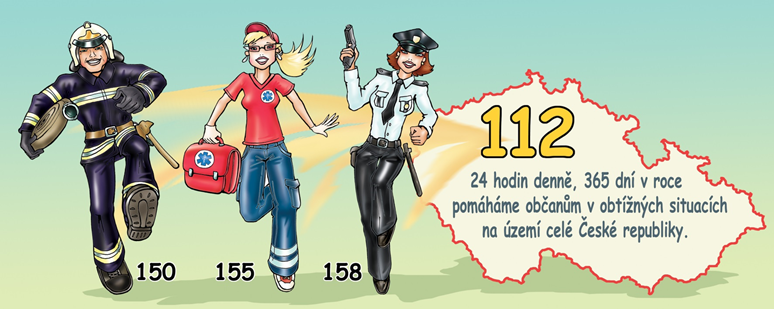 112
24 hodin denně, 365 dní v roce
pomáháme občanům v obtížných situacích
na území celé České republiky.
150
155
158